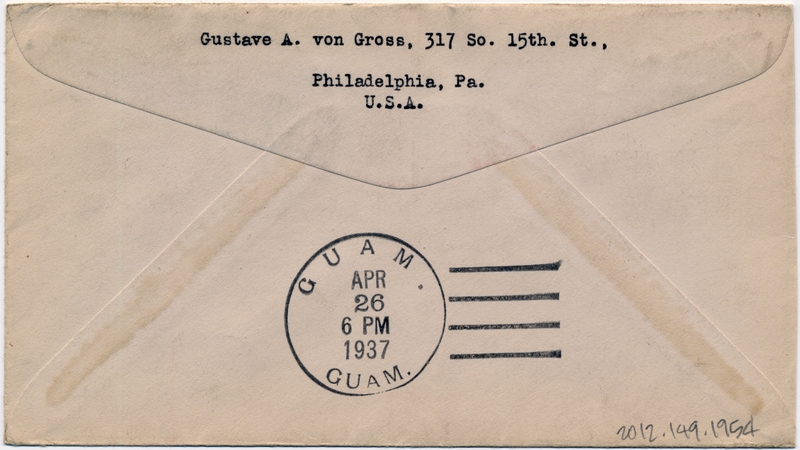 Gustave A. von Gross, 317 So. 15th. St.,
Philadelphia, Pa.
U.S.A.
GUAM.
APR
26
6 PM
1937
GUAM.
2012.149.1954